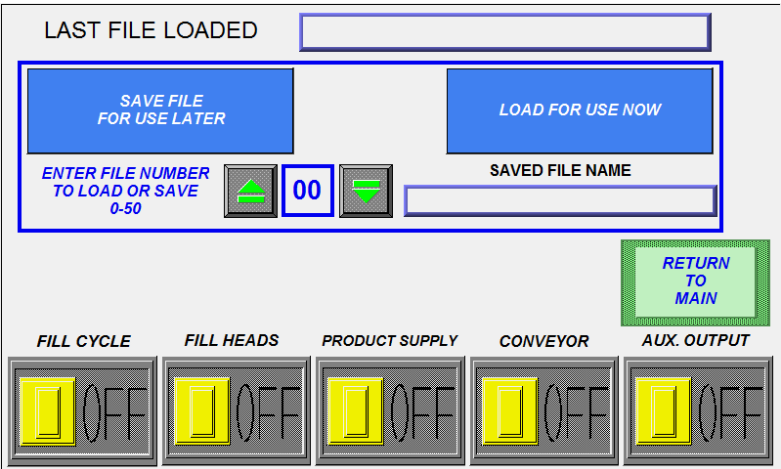 LAST FILE LOADED
SAVE FILE
FOR USE LATER
LOAD FOR USE NOW
ENTER FILE NUMBER
TO LOAD OR SAVE
0-50
00
SAVED FILE NAME
RETURN
TO
MAIN
FILL CYCLE
FILL HEADS
PRODUCT SUPPLY
CONVEYOR
AUX. OUTPUT
OFF
OFF
OFF
OFF
OFF